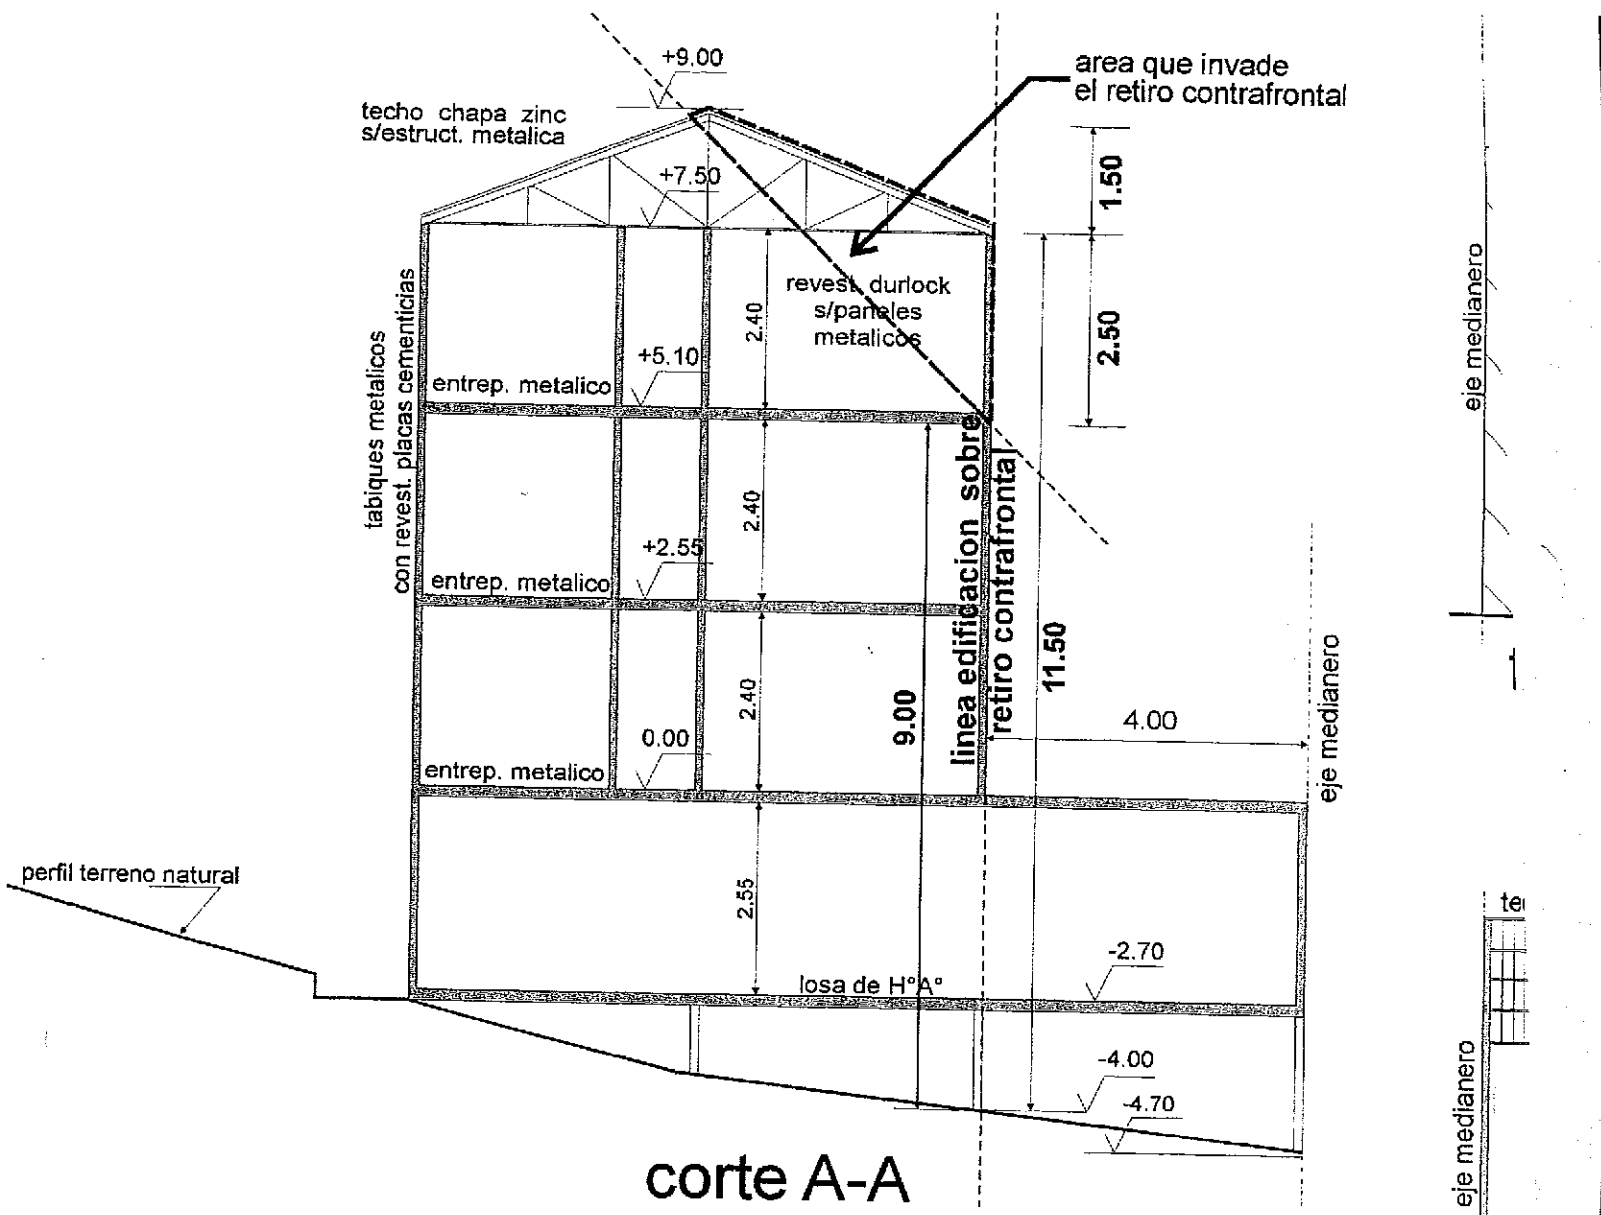 +9.00
area que invade
el retiro contrafrontal
techo chapa zinc
s/estruct. metalica
1.50
+7.50
revest. durlock
s/paneles
metalicos
2.40
2.50
eje medianero
tabiques metalicos
con revest. placas cementicias
+5.10
entrep. metalico
2.40
linea edificacion sobre
retiro contrafrontal
+2.55
entrep. metalico
11.50
2.40
9.00
4.00
eje medianero
0.00
entrep. metalico
perfil terreno natural
2.55
-2.70
losa de H°A°
-4.00
-4.70
eje medianero
corte A-A